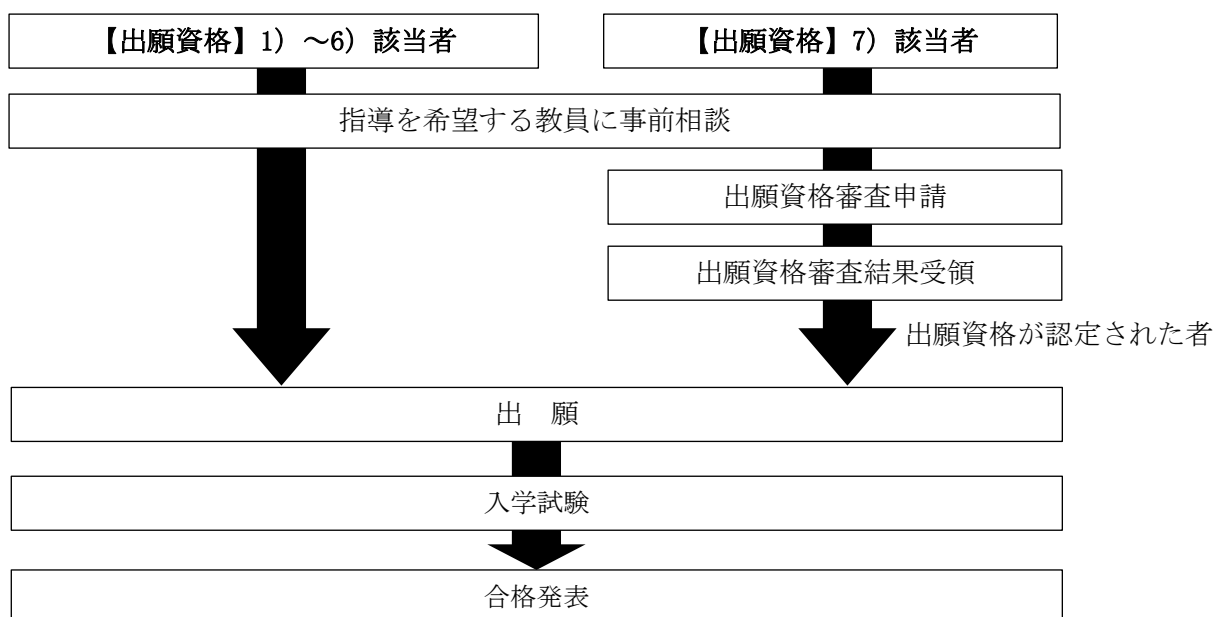 【出願資格】1）～6）該当者
【出願資格】7）該当者
指導を希望する教員に事前相談
出願資格審査申請
出願資格審査結果受領
出願資格が認定された者
出　願
入学試験
合格発表